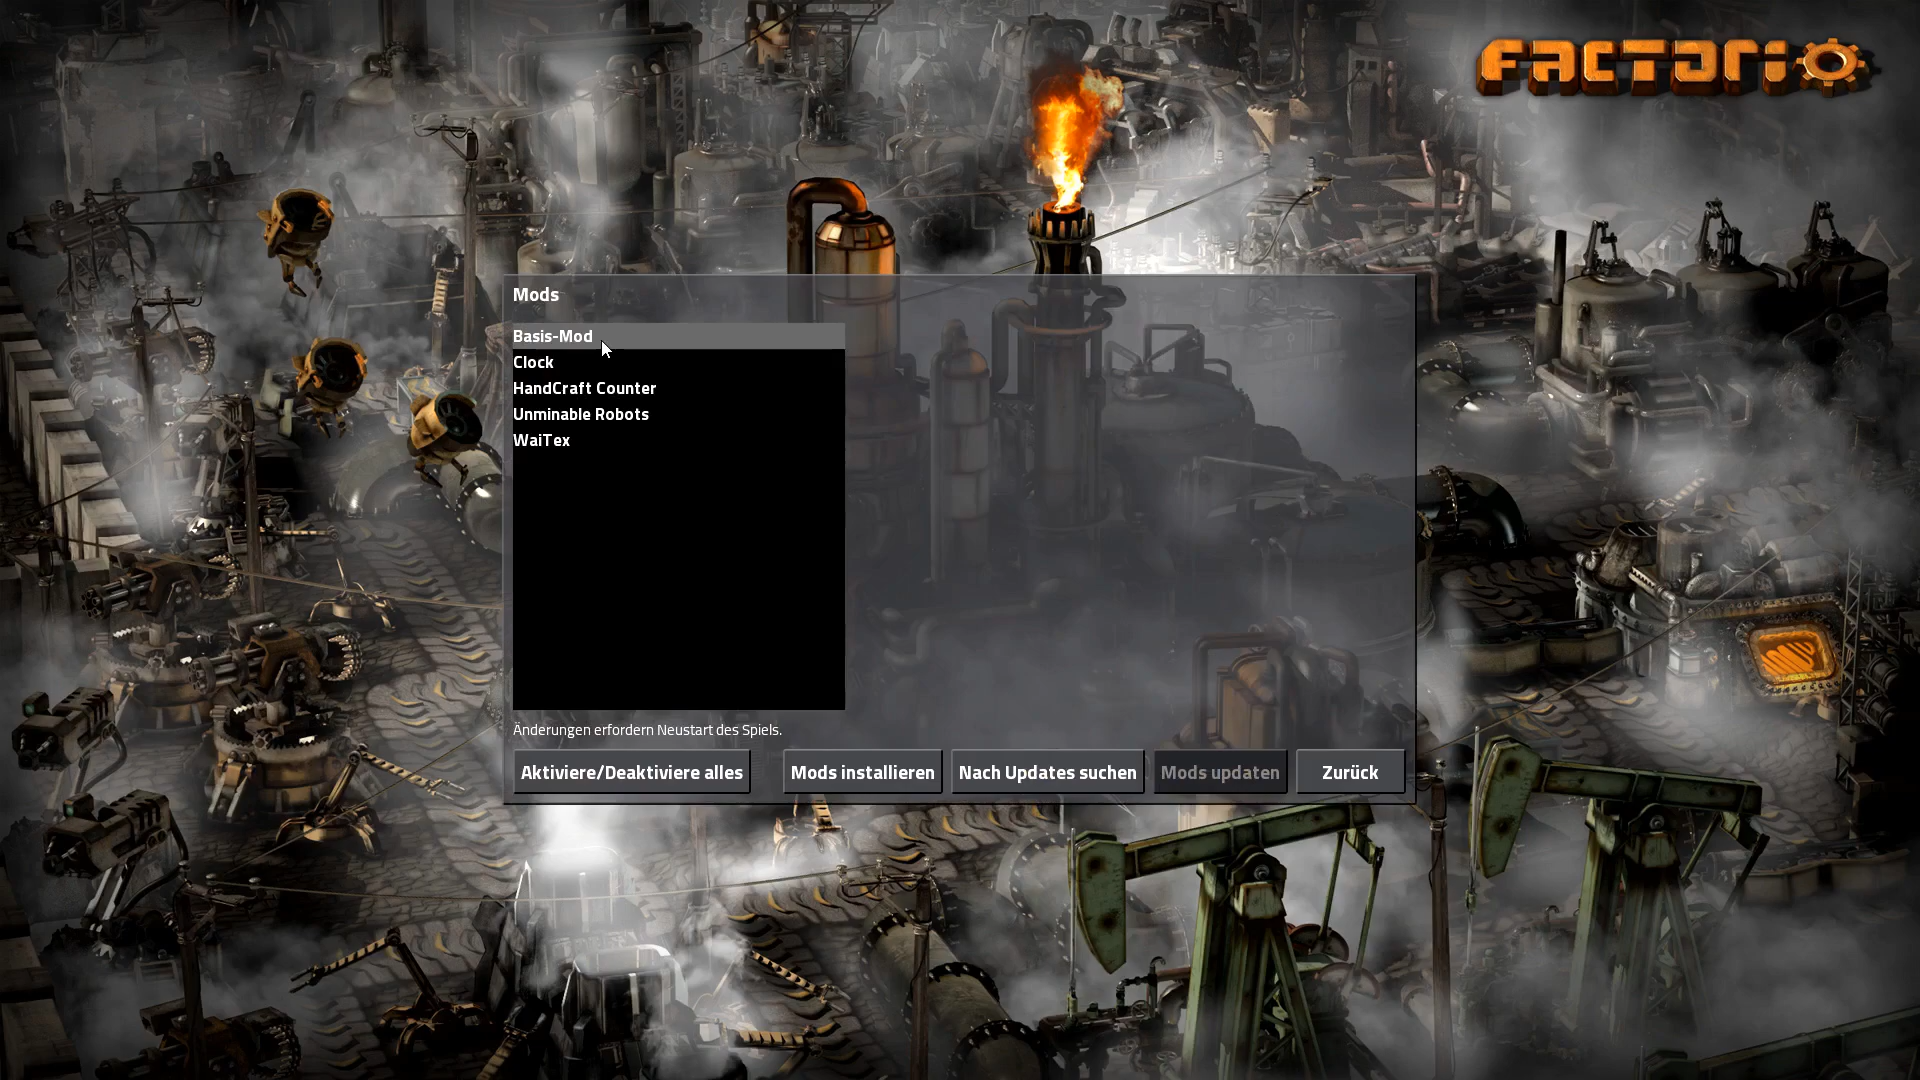 FACTORIO
Mods
Basis-Mod
Clock
HandCraft Counter
Unminable Robots
WaiTex
Änderungen erfordern Neustart des Spiels.
Aktiviere/Deaktiviere alles
Mods installieren
Nach Updates suchen
Mods updaten
Zurück